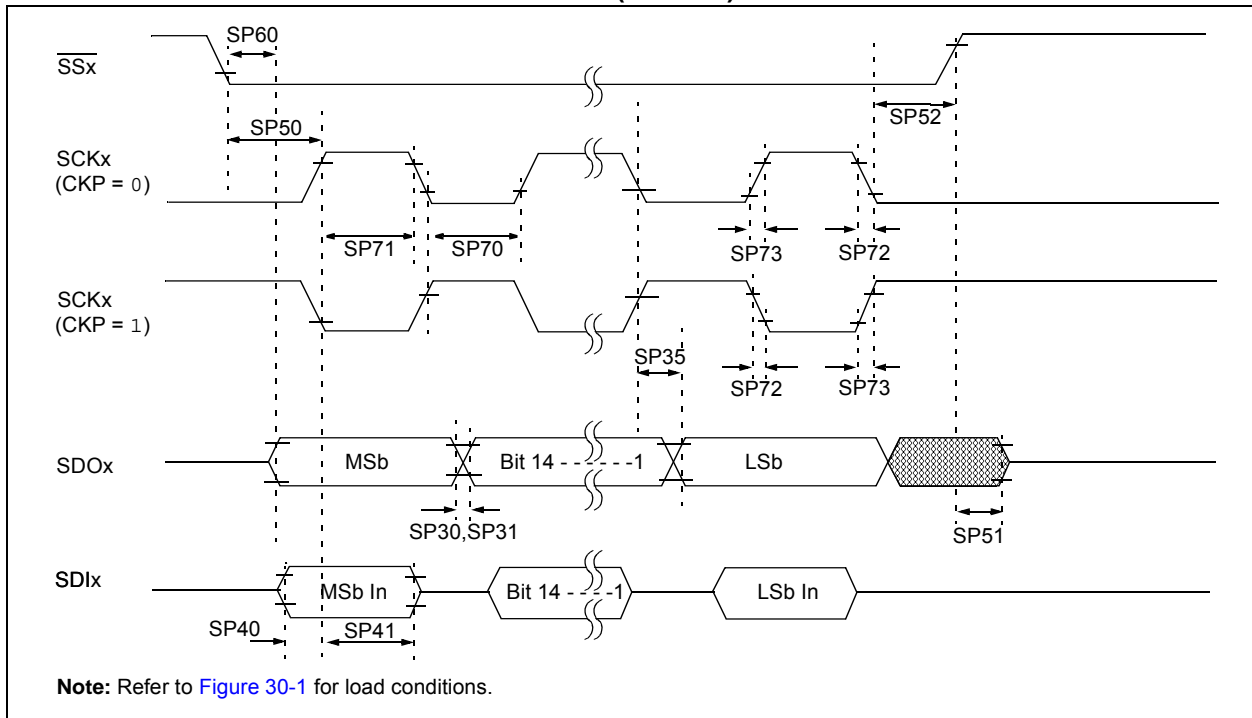 SP60
SSx
SP50
SP52
SCKx
(CKP = 0)
SP71
SP70
SP73
SP72
SCKx
(CKP = 1)
SP35
SP72
SP73
SDOx
MSb
Bit 14 - - - - - -1
LSb
SP30,SP31
SP51
SDIx
MSb In
Bit 14 - - - -1
LSb In
SP40
SP41
Note: Refer to Figure 30-1 for load conditions.